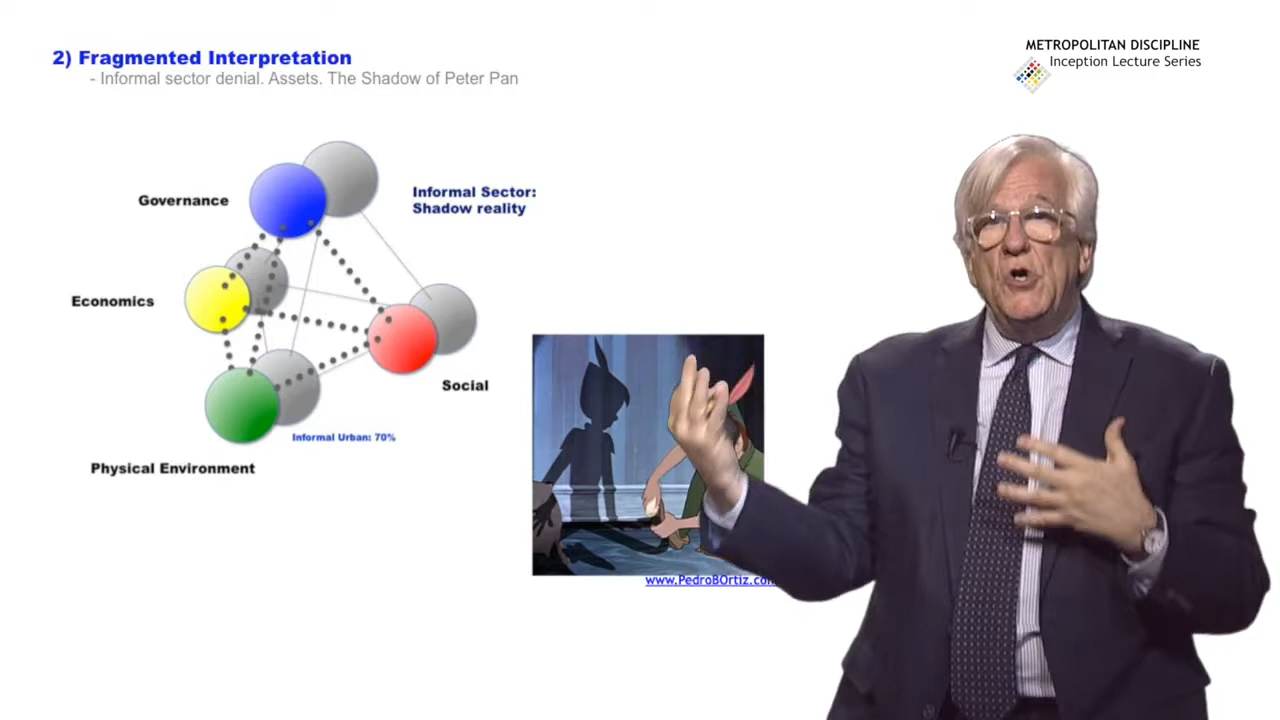 2) Fragmented Interpretation
- Informal sector denial. Assets. The Shadow of Peter Pan
METROPOLITAN DISCIPLINE
Inception Lecture Series
Governance
Informal Sector:
Shadow reality
Economics
Social
Informal Urban: 70%
Physical Environment
www.PedroBOrtiz.com